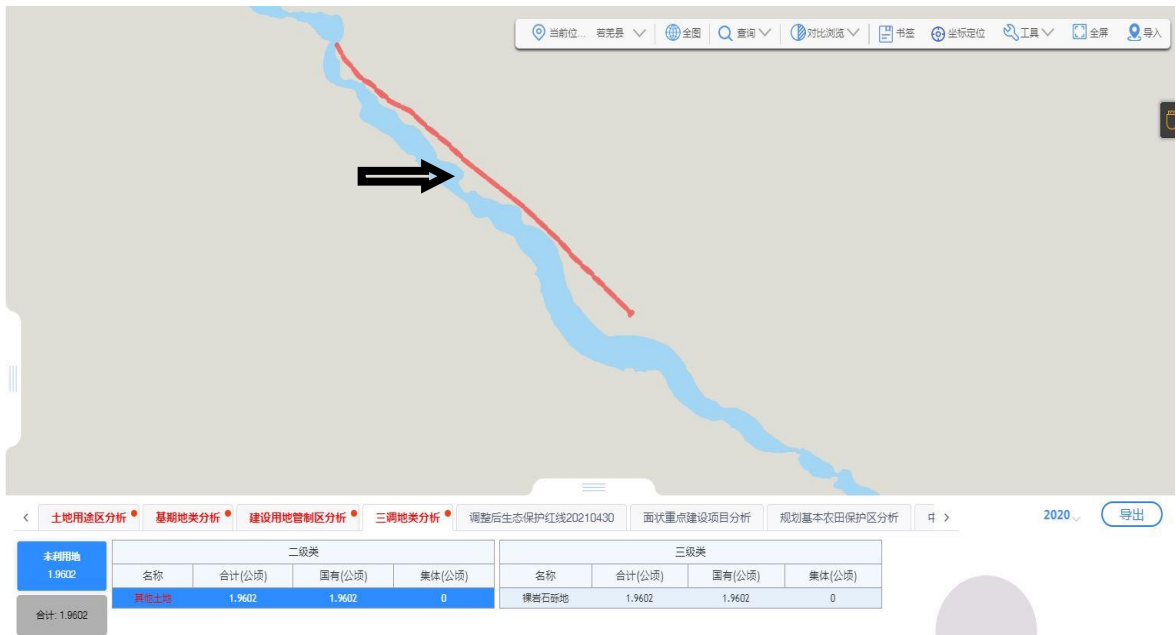 当前位... 若羌县 全图 查询 对比浏览 书签 坐标定位 工具 全屏 导入
土地用途区分析 基期地类分析 建设用地管制区分析 三调地类分析 调整后生态保护红线20210430 面状重点建设项目分析 规划基本农田保护区分析 2020 导出
未利用地
1.9602
合计: 1.9602
二级类 三级类
名称 合计(公顷) 国有(公顷) 集体(公顷) 名称 合计(公顷) 国有(公顷) 集体(公顷)
其他土地 1.9602 1.9602 0 裸岩石砾地 1.9602 1.9602 0